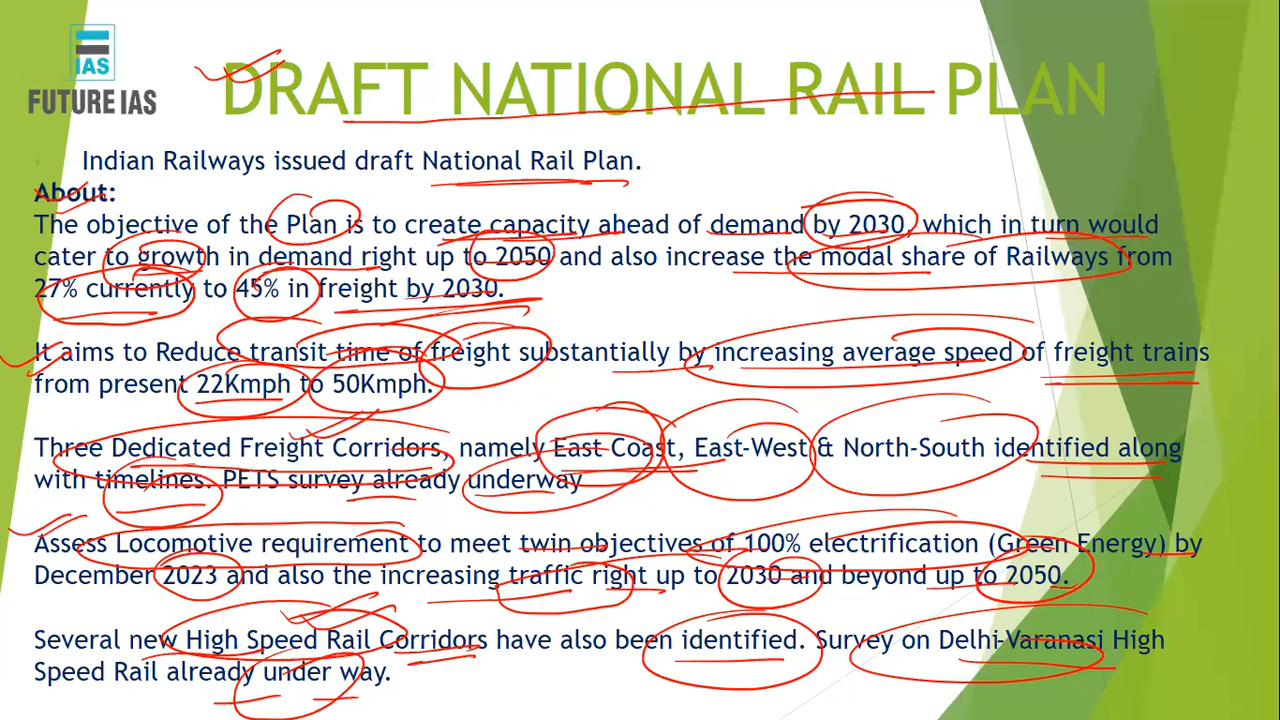 IAS
FUTURE IAS
DRAFT NATIONAL RAIL PLAN
Indian Railways issued draft National Rail Plan.
About:
The objective of the Plan is to create capacity ahead of demand by 2030, which in turn would
cater to growth in demand right up to 2050 and also increase the modal share of Railways from
27% currently to 45% in freight by 2030.
It aims to Reduce transit time of freight substantially by increasing average speed of freight trains
from present 22Kmph to 50Kmph.
Three Dedicated Freight Corridors, namely East Coast, East-West & North-South identified along
with timelines. PETS survey already underway
Assess Locomotive requirement to meet twin objectives of 100% electrification (Green Energy) by
December 2023 and also the increasing traffic right up to 2030 and beyond up to 2050.
Several new High Speed Rail Corridors have also been identified. Survey on Delhi-Varanasi High
Speed Rail already under way.